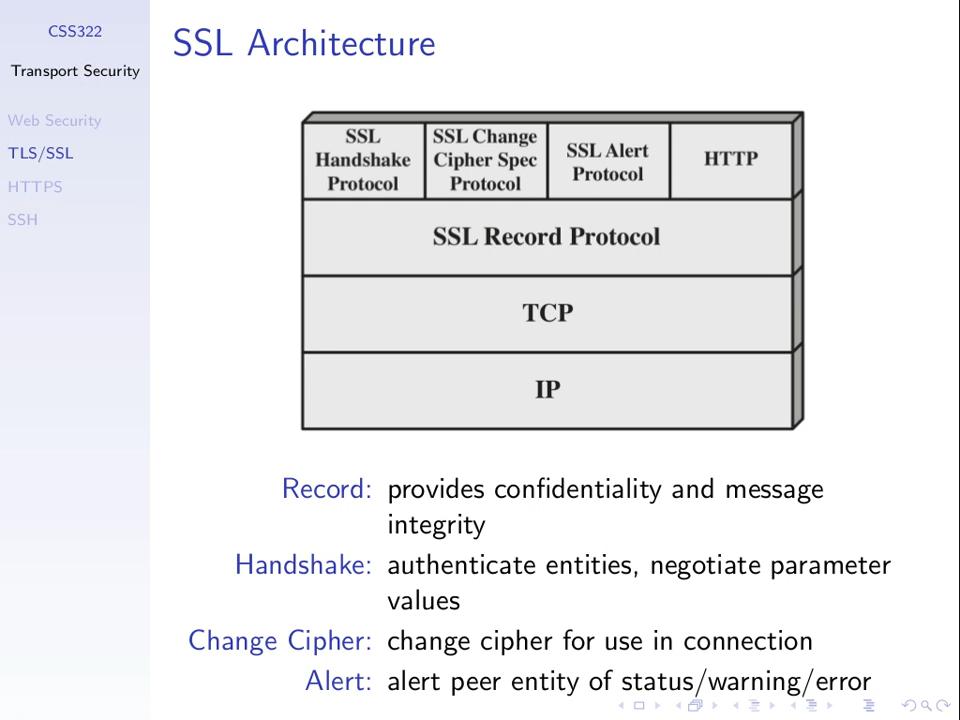 CSS322
Transport Security
Web Security
TLS/SSL
HTTPS
SSH
SSL Architecture
SSL
Handshake
Protocol
SSL Change
Cipher Spec
Protocol
SSL Alert
Protocol
HTTP
SSL Record Protocol
TCP
IP
Record: provides confidentiality and message
integrity
Handshake: authenticate entities, negotiate parameter
values
Change Cipher: change cipher for use in connection
Alert: alert peer entity of status/warning/error